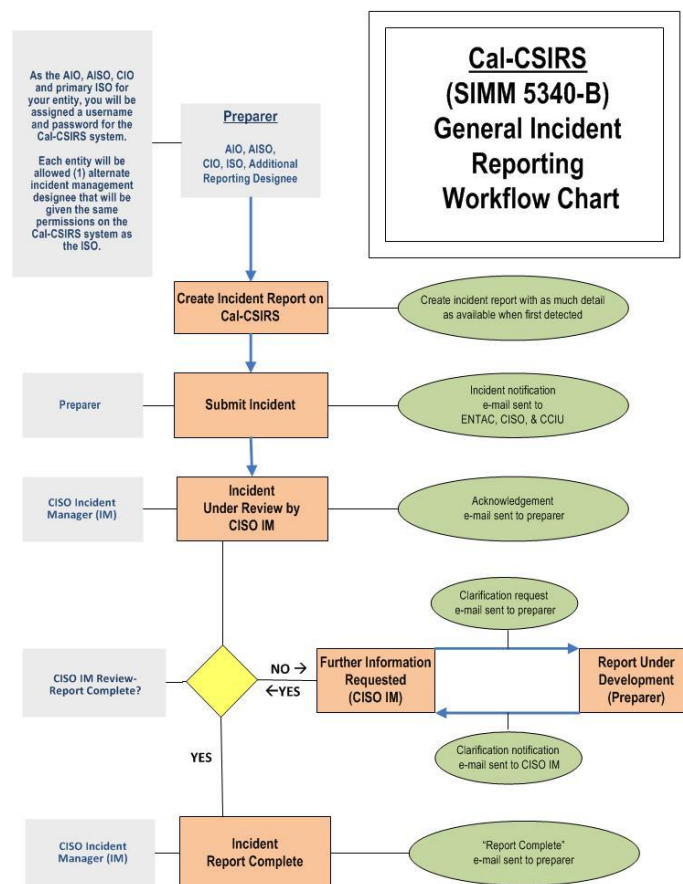 Cal-CSIRS
(SIMM 5340-B)
General Incident
Reporting
Workflow Chart
As the AIO, AISO, CIO
and primary ISO for
your entity, you will be
assigned a username
and password for the
Cal-CSIRS system.
Each entity will be
allowed (1) alternate
incident management
designee that will be
given the same
permissions on the
Cal-CSIRS system as
the ISO.
Preparer
AIO, AISO,
CIO, ISO, Additional
Reporting Designee
Create Incident Report on
Cal-CSIRS
Create incident report with as much detail
as available when first detected
Preparer
Submit Incident
Incident notification
e-mail sent to
ENTAC, CISO, & CCIU
CISO Incident
Manager (IM)
Incident
Under Review by
CISO IM
Acknowledgement
e-mail sent to preparer
Clarification request
e-mail sent to preparer
CISO IM Review-
Report Complete?
NO →
←YES
Further Information
Requested
(CISO IM)
Report Under
Development
(Preparer)
Clarification notification
e-mail sent to CISO IM
YES
CISO Incident
Manager (IM)
Incident
Report Complete
"Report Complete"
e-mail sent to preparer